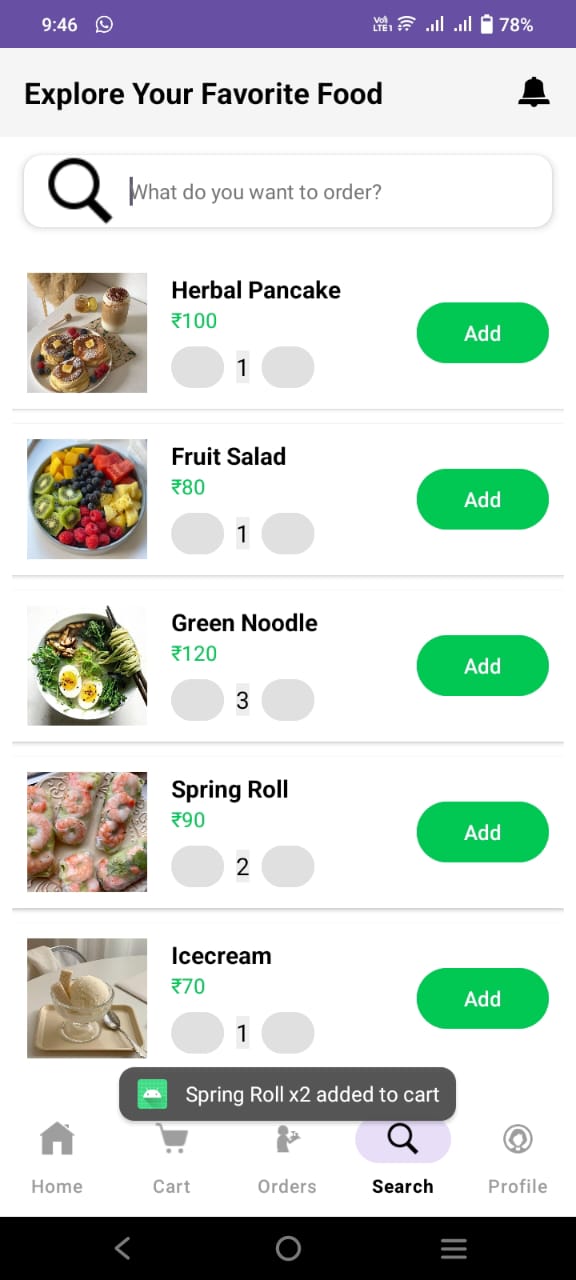 9:46 Vo) LTE1 78%
Explore Your Favorite Food
What do you want to order?
Herbal Pancake
₹100
1
Add
Fruit Salad
₹80
1
Add
Green Noodle
₹120
3
Add
Spring Roll
₹90
2
Add
Icecream
₹70
1
Add
Spring Roll x2 added to cart
Home Cart Orders Search Profile